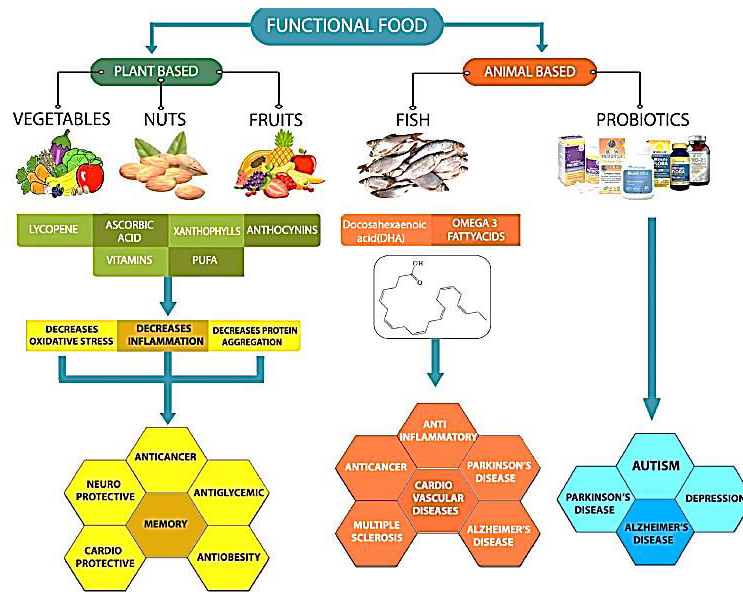 FUNCTIONAL FOOD
PLANT BASED
ANIMAL BASED
VEGETABLES
NUTS
FRUITS
FISH
PROBIOTICS
LYCOPENE
ASCORBIC
ACID
XANTHOPHYLLS
ANTHOCYNINS
VITAMINS
PUFA
Docosahexaenoic
acid(DHA)
OMEGA 3
FATTYACIDS
OH
O
DECREASES
OXIDATIVE STRESS
DECREASES
INFLAMMATION
DECREASES PROTEIN
AGGREGATION
ANTICANCER
NEURO
PROTECTIVE
ANTIGLYCEMIC
MEMORY
CARDIO
PROTECTIVE
ANTIOBESITY
ANTI
INFLAMMATORY
ANTICANCER
PARKINSON'S
DISEASE
CARDIO
VASCULAR
DISEASES
MULTIPLE
SCLEROSIS
ALZHEIMER'S
DISEASE
AUTISM
PARKINSON'S
DISEASE
DEPRESSION
ALZHEIMER'S
DISEASE